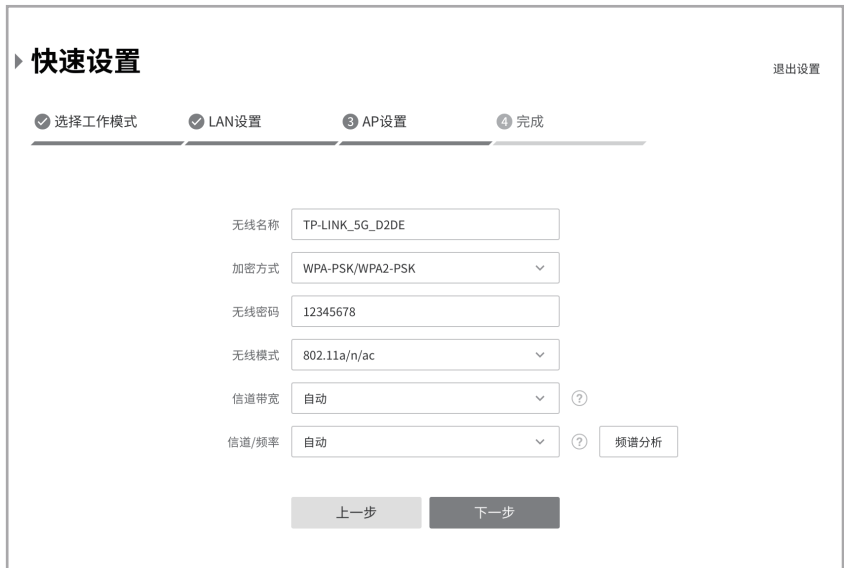 快速设置
退出设置
选择工作模式 LAN设置 3 AP设置 4 完成
无线名称 TP-LINK_5G_D2DE
加密方式 WPA-PSK/WPA2-PSK
无线密码 12345678
无线模式 802.11a/n/ac
信道带宽 自动 ?
信道/频率 自动 ? 频谱分析
上一步 下一步